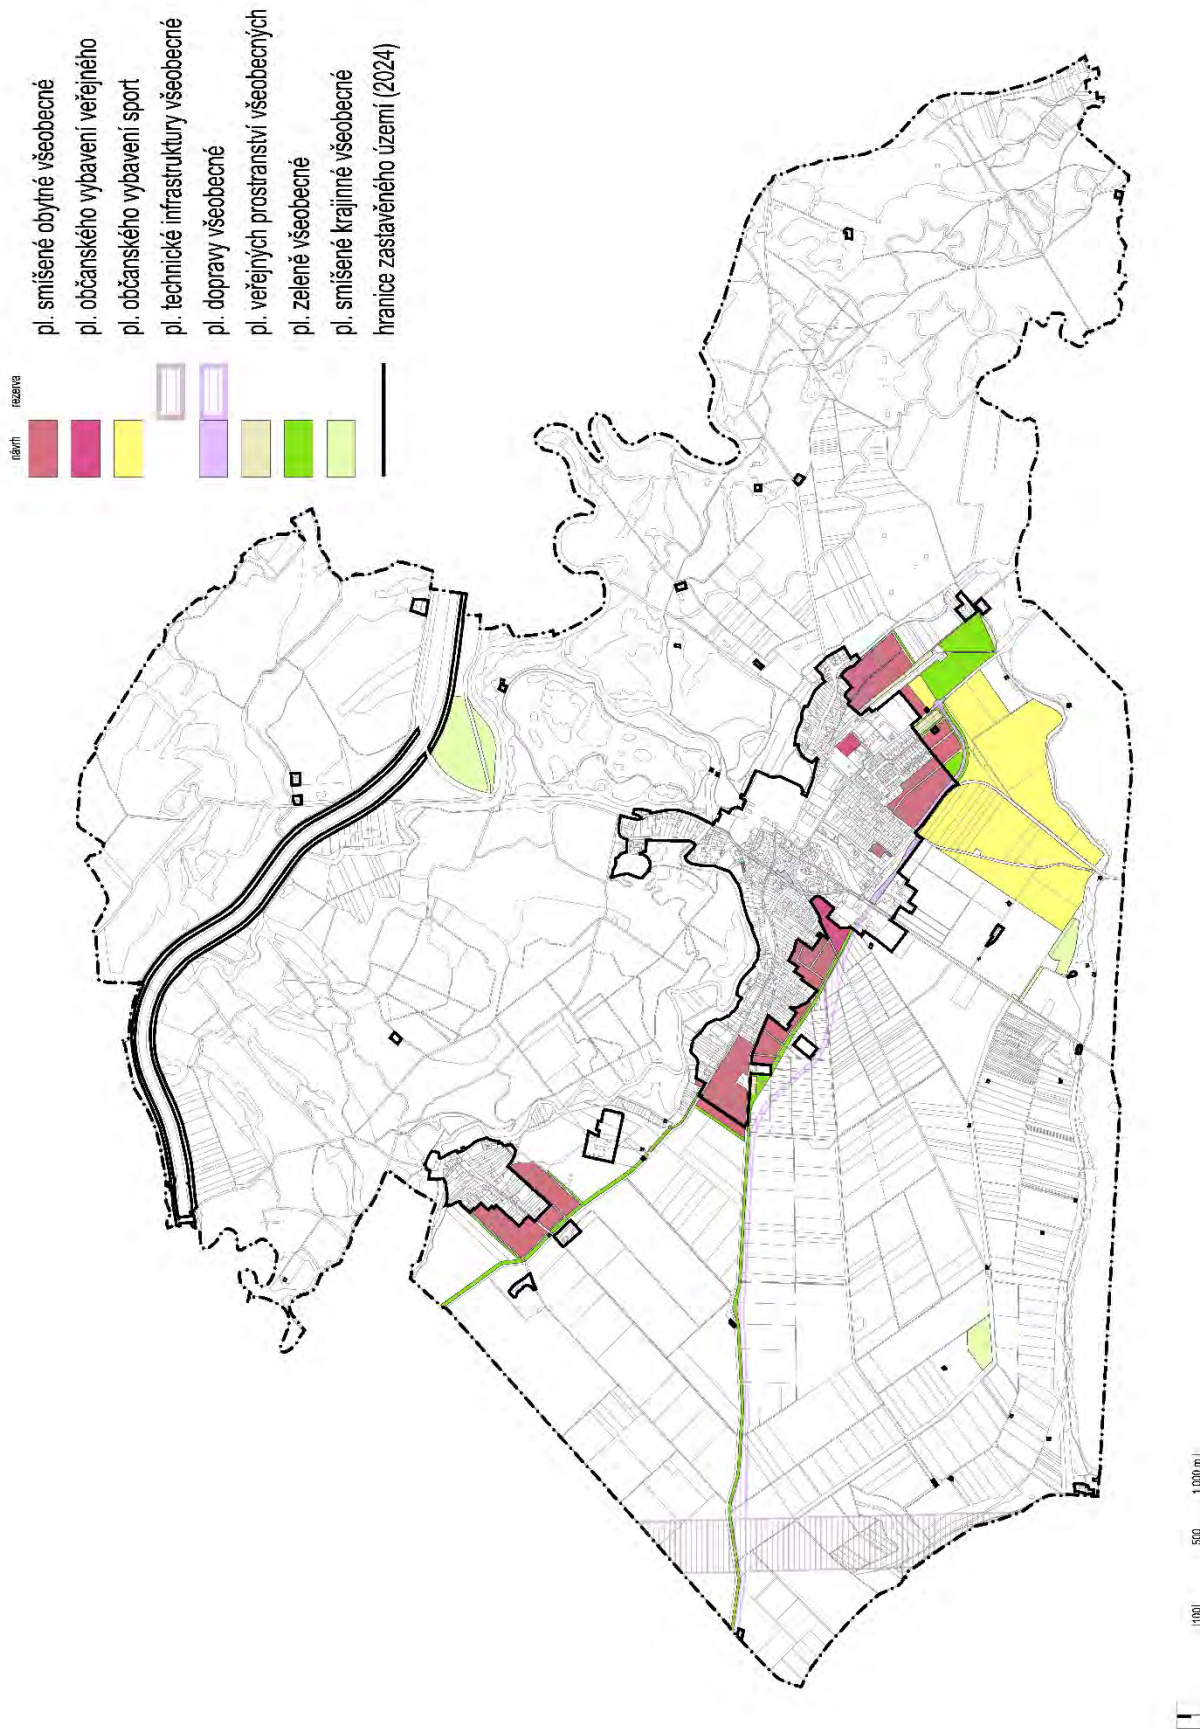 návrh
rezerva
pl. smíšené obytné všeobecné
pl. občanského vybavení veřejného
pl. občanského vybavení sport
pl. technické infrastruktury všeobecné
pl. dopravy všeobecné
pl. veřejných prostranství všeobecných
pl. zeleně všeobecné
pl. smíšené krajinné všeobecné
hranice zastavěného území (2024)
100 500 1 000 m